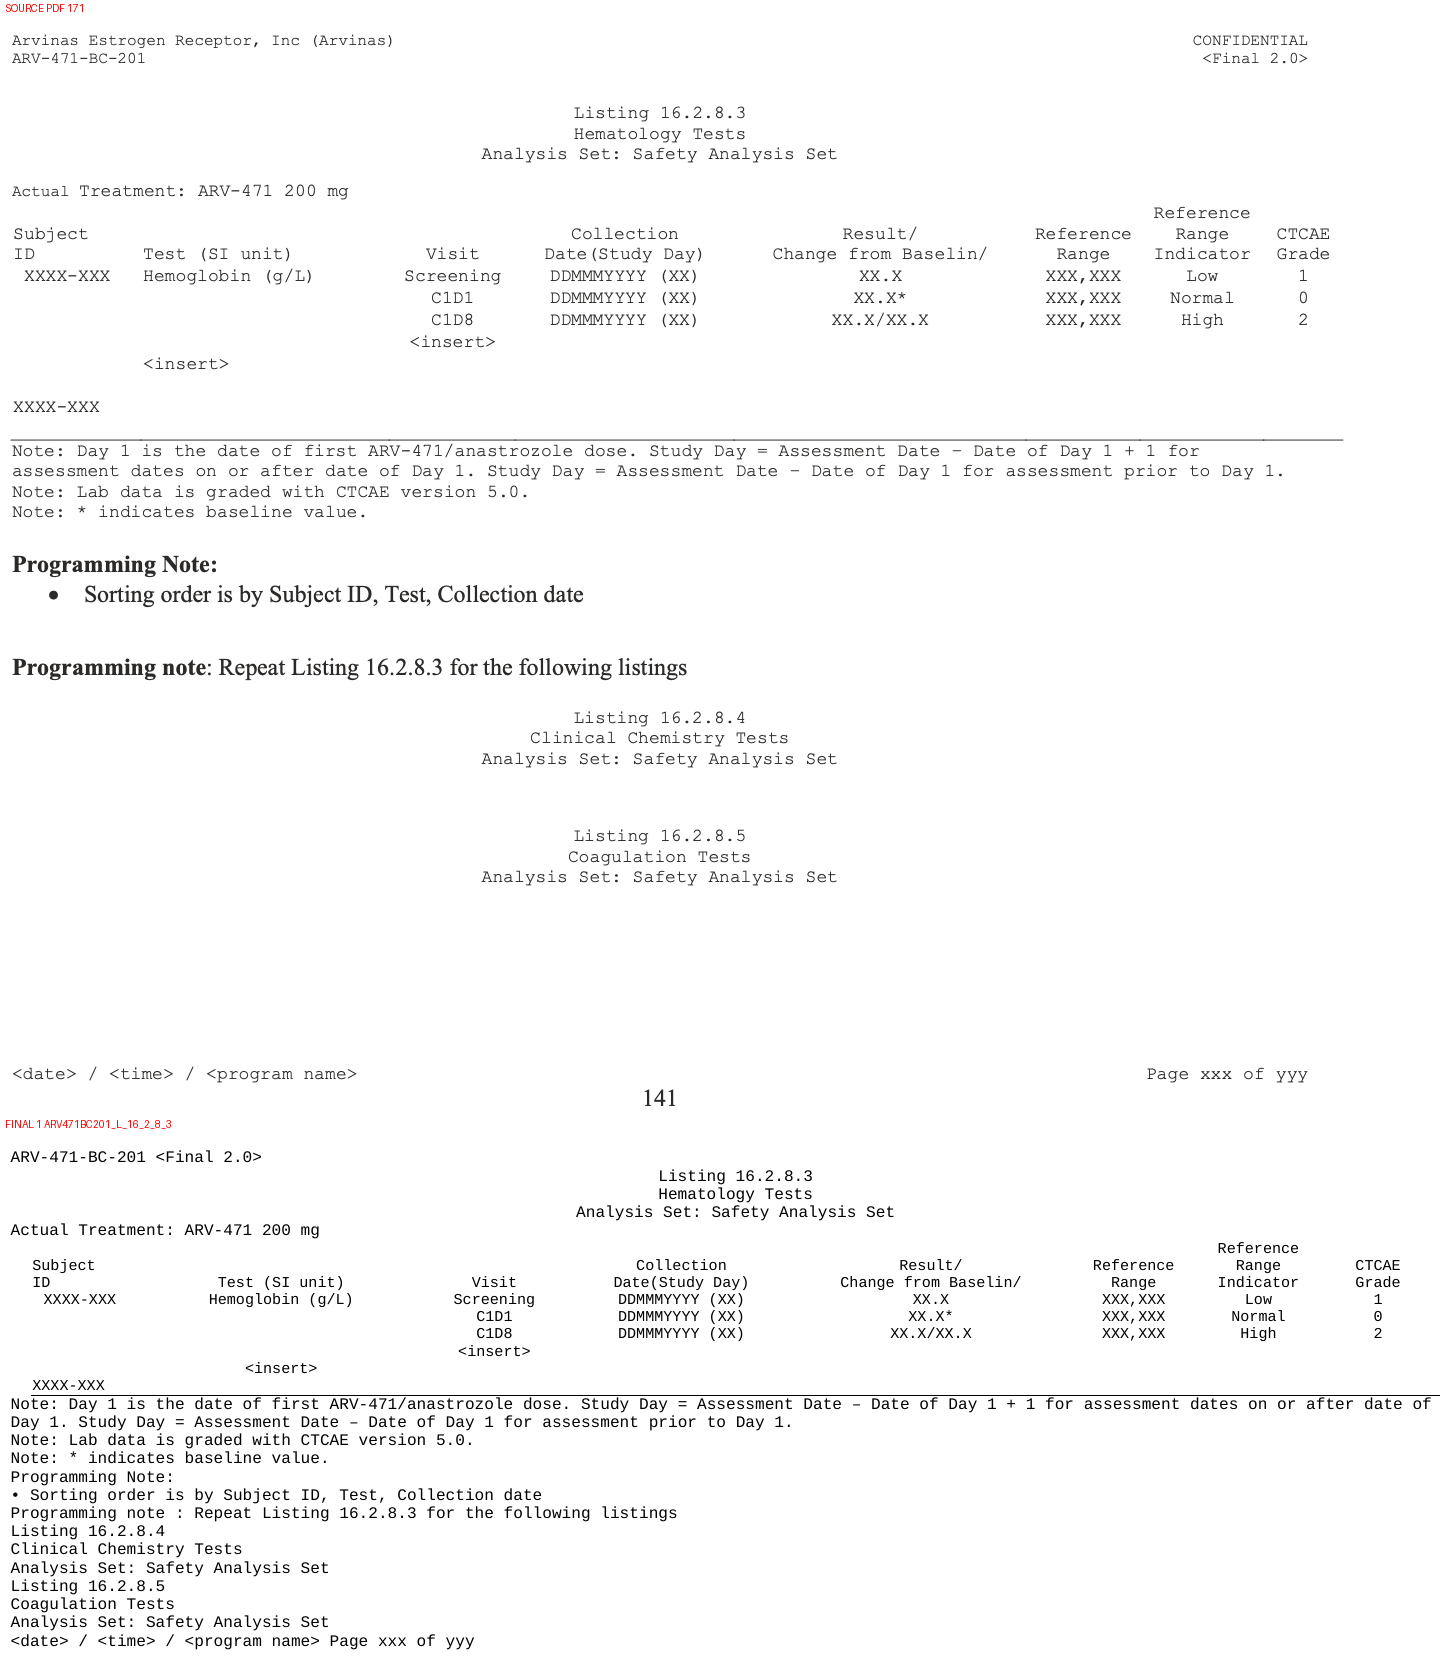 SOURCE PDF 171
Arvinas Estrogen Receptor, Inc (Arvinas) CONFIDENTIAL
ARV-471-BC-201 <Final 2.0>
Listing 16.2.8.3
Hematology Tests
Analysis Set: Safety Analysis Set
Actual Treatment: ARV-471 200 mg
Reference
Subject Collection Result/ Reference Range CTCAE
ID Test (SI unit) Visit Date(Study Day) Change from Baselin/ Range Indicator Grade
XXXX-XXX Hemoglobin (g/L) Screening DDMMMYYYY (XX) XX.X XXX,XXX Low 1
C1D1 DDMMMYYYY (XX) XX.X* XXX,XXX Normal 0
C1D8 DDMMMYYYY (XX) XX.X/XX.X XXX,XXX High 2
<insert>
<insert>
XXXX-XXX
Note: Day 1 is the date of first ARV-471/anastrozole dose. Study Day = Assessment Date – Date of Day 1 + 1 for
assessment dates on or after date of Day 1. Study Day = Assessment Date – Date of Day 1 for assessment prior to Day 1.
Note: Lab data is graded with CTCAE version 5.0.
Note: * indicates baseline value.
Programming Note:
• Sorting order is by Subject ID, Test, Collection date
Programming note: Repeat Listing 16.2.8.3 for the following listings
Listing 16.2.8.4
Clinical Chemistry Tests
Analysis Set: Safety Analysis Set
Listing 16.2.8.5
Coagulation Tests
Analysis Set: Safety Analysis Set
<date> / <time> / <program name> Page xxx of yyy
141
FINAL 1 ARV471BC201_L_16_2_8_3
ARV-471-BC-201 <Final 2.0>
Listing 16.2.8.3
Hematology Tests
Analysis Set: Safety Analysis Set
Actual Treatment: ARV-471 200 mg
Reference
Subject Collection Result/ Reference Range CTCAE
ID Test (SI unit) Visit Date(Study Day) Change from Baselin/ Range Indicator Grade
XXXX-XXX Hemoglobin (g/L) Screening DDMMMYYYY (XX) XX.X XXX,XXX Low 1
C1D1 DDMMMYYYY (XX) XX.X* XXX,XXX Normal 0
C1D8 DDMMMYYYY (XX) XX.X/XX.X XXX,XXX High 2
<insert>
<insert>
XXXX-XXX
Note: Day 1 is the date of first ARV-471/anastrozole dose. Study Day = Assessment Date – Date of Day 1 + 1 for assessment dates on or after date of
Day 1. Study Day = Assessment Date – Date of Day 1 for assessment prior to Day 1.
Note: Lab data is graded with CTCAE version 5.0.
Note: * indicates baseline value.
Programming Note:
• Sorting order is by Subject ID, Test, Collection date
Programming note : Repeat Listing 16.2.8.3 for the following listings
Listing 16.2.8.4
Clinical Chemistry Tests
Analysis Set: Safety Analysis Set
Listing 16.2.8.5
Coagulation Tests
Analysis Set: Safety Analysis Set
<date> / <time> / <program name> Page xxx of yyy